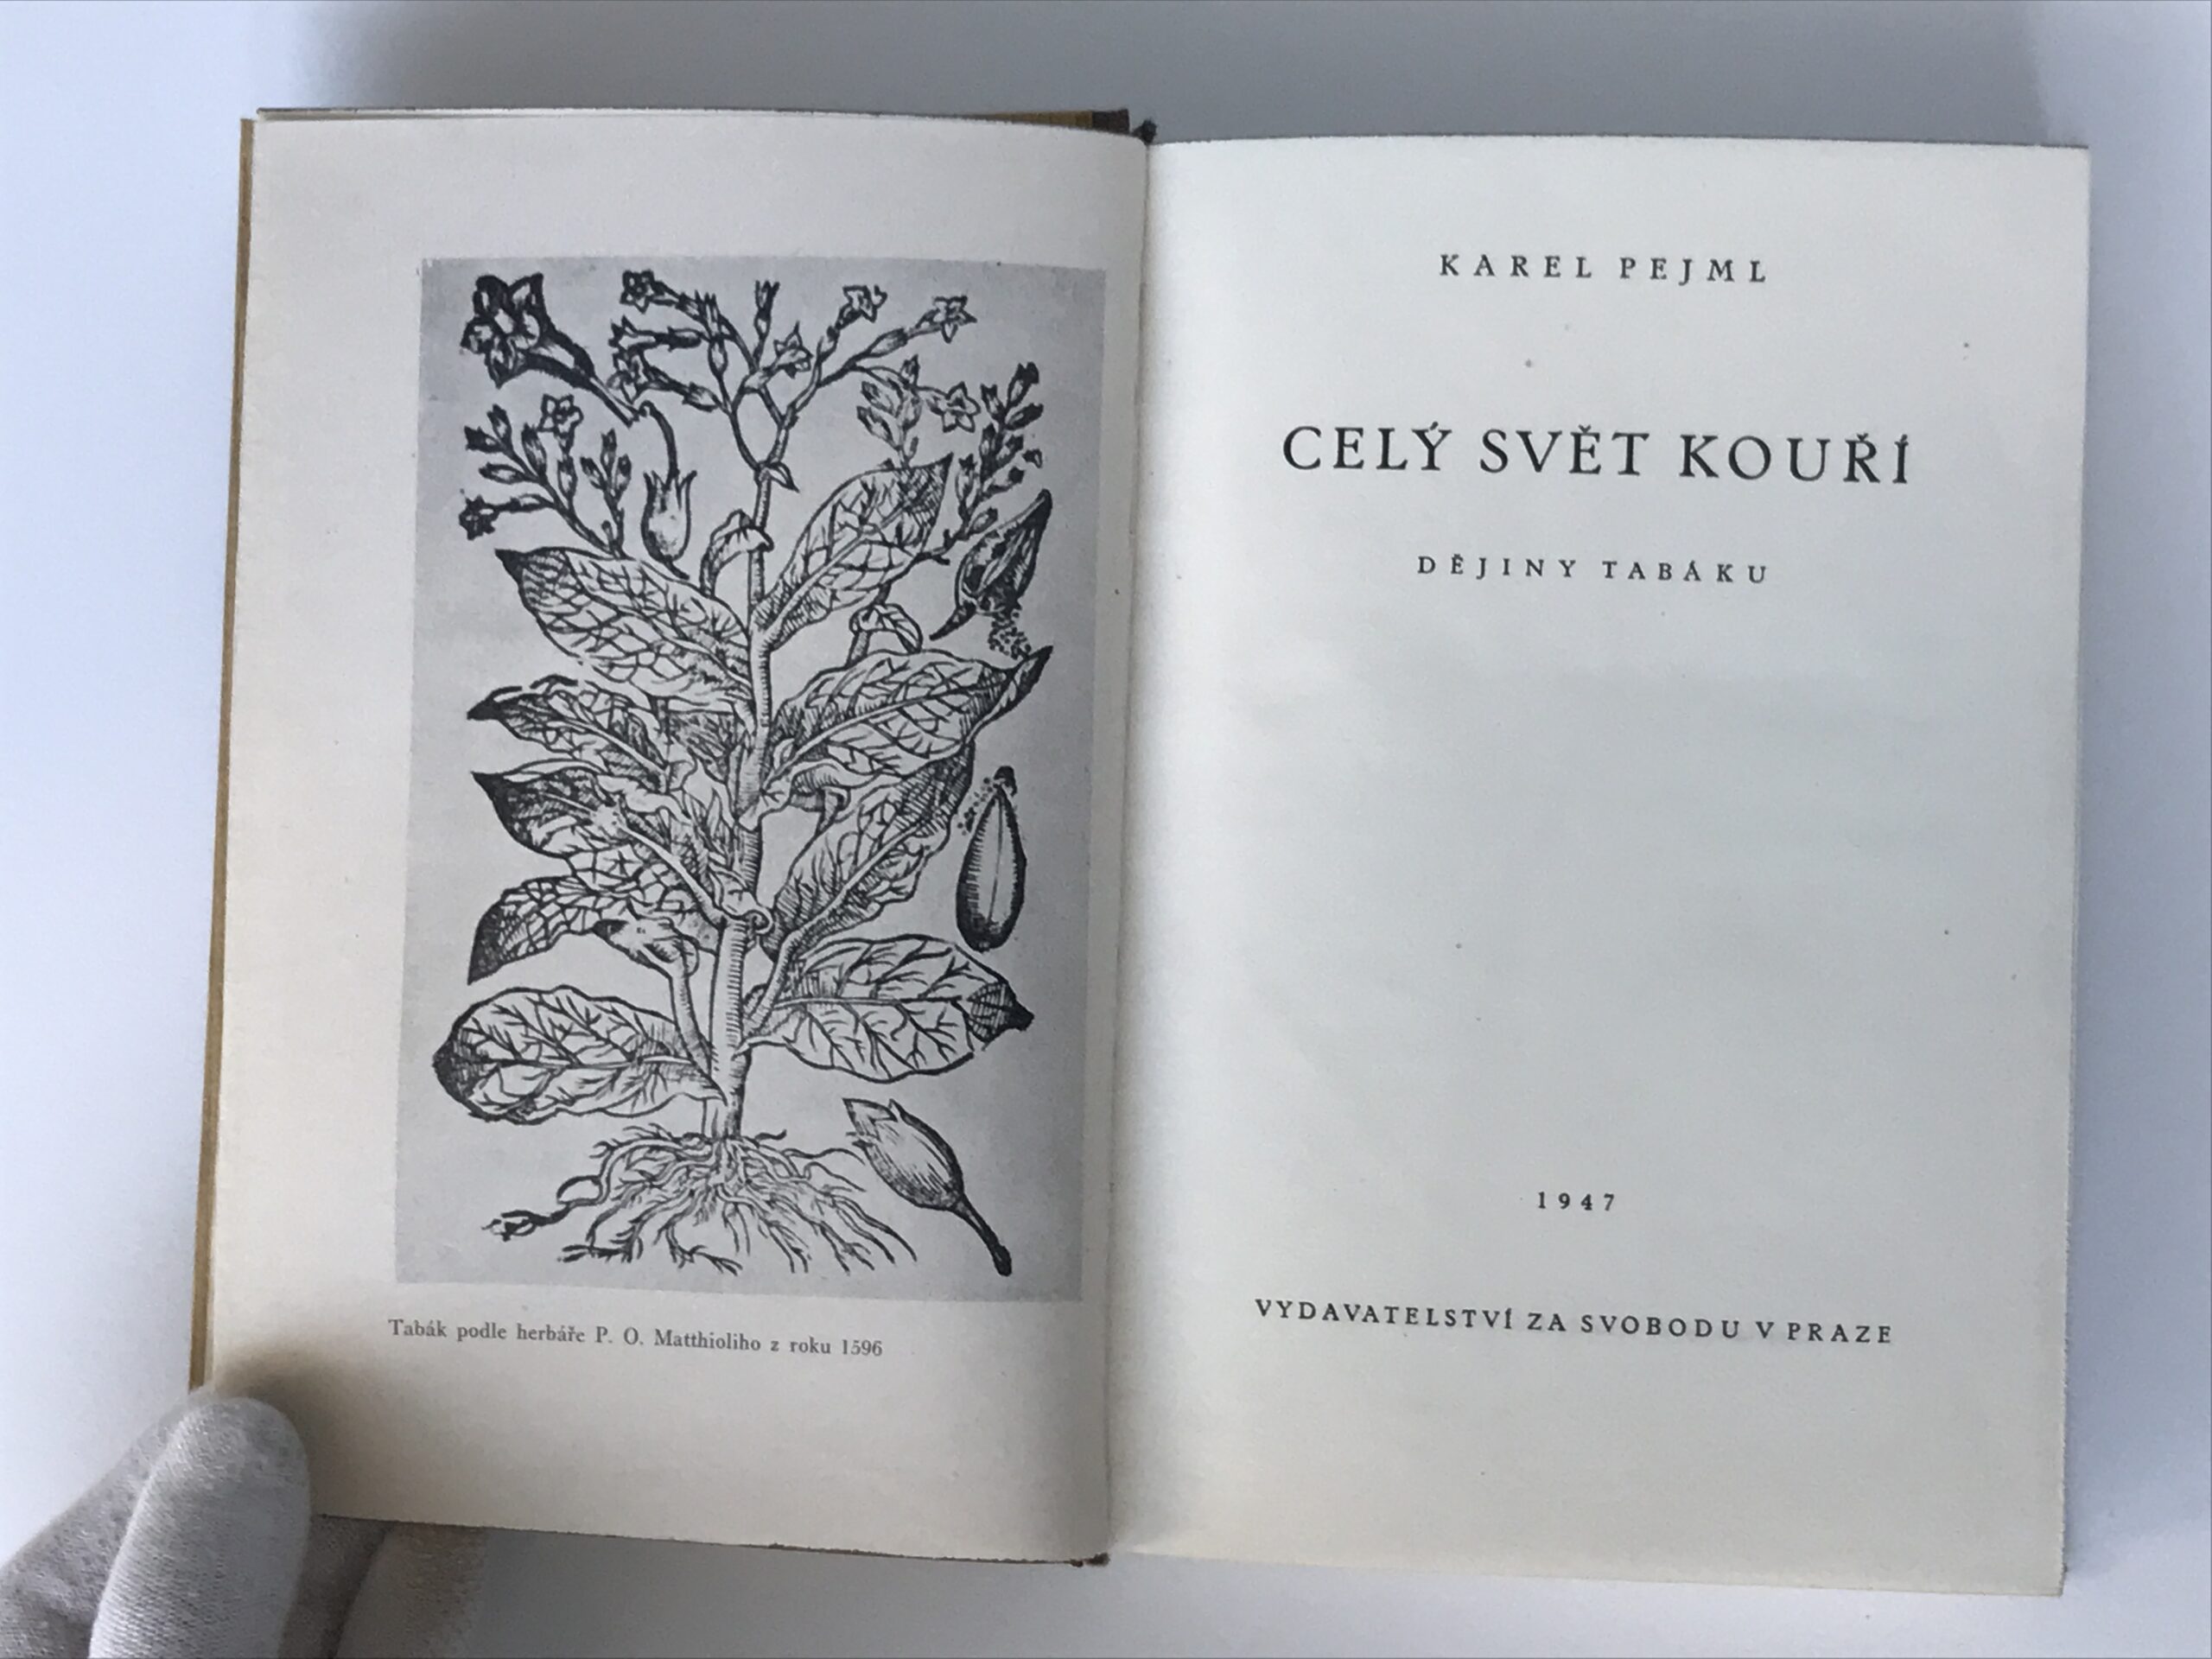 Tabák podle herbáře P. O. Matthioliho z roku 1596
KAREL PEJML
CELÝ SVĚT KOUŘÍ
DĚJINY TABÁKU
1947
VYDAVATELSTVÍ ZA SVOBODU V PRAZE